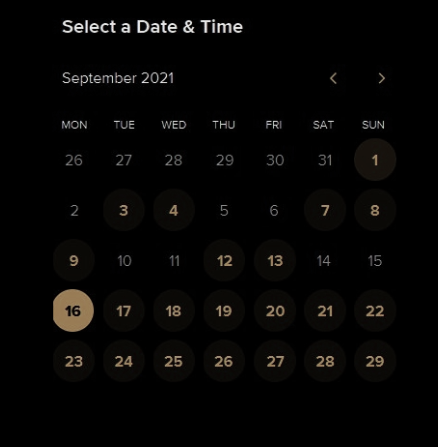 Select a Date & Time
September 2021
MON TUE WED THU FRI SAT SUN
26 27 28 29 30 31 1
2 3 4 5 6 7 8
9 10 11 12 13 14 15
16 17 18 19 20 21 22
23 24 25 26 27 28 29